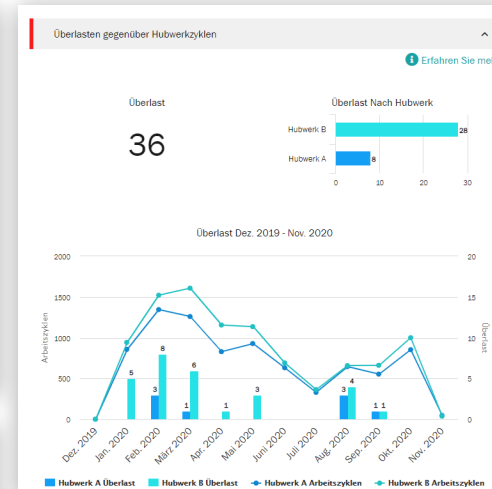 Überlasten gegenüber Hubwerkzyklen
Erfahren Sie me
Überlast
36
Überlast Nach Hubwerk
Hubwerk B
28
Hubwerk A
8
0 10 20 30
Überlast Dez. 2019 - Nov. 2020
2000 20
1500 15
1000 10
500 5
0 0
Arbeitszyklen
Überlast
5 3 8 1 6 1 3 3 4 1 1
Dez. 2019 Jan. 2020 Feb. 2020 März. 2020 Apr. 2020 Mai. 2020 Juni 2020 Juli 2020 Aug. 2020 Sep. 2020 Okt. 2020 Nov. 2020
Hubwerk A Überlast Hubwerk B Überlast Hubwerk A Arbeitszyklen Hubwerk B Arbeitszyklen